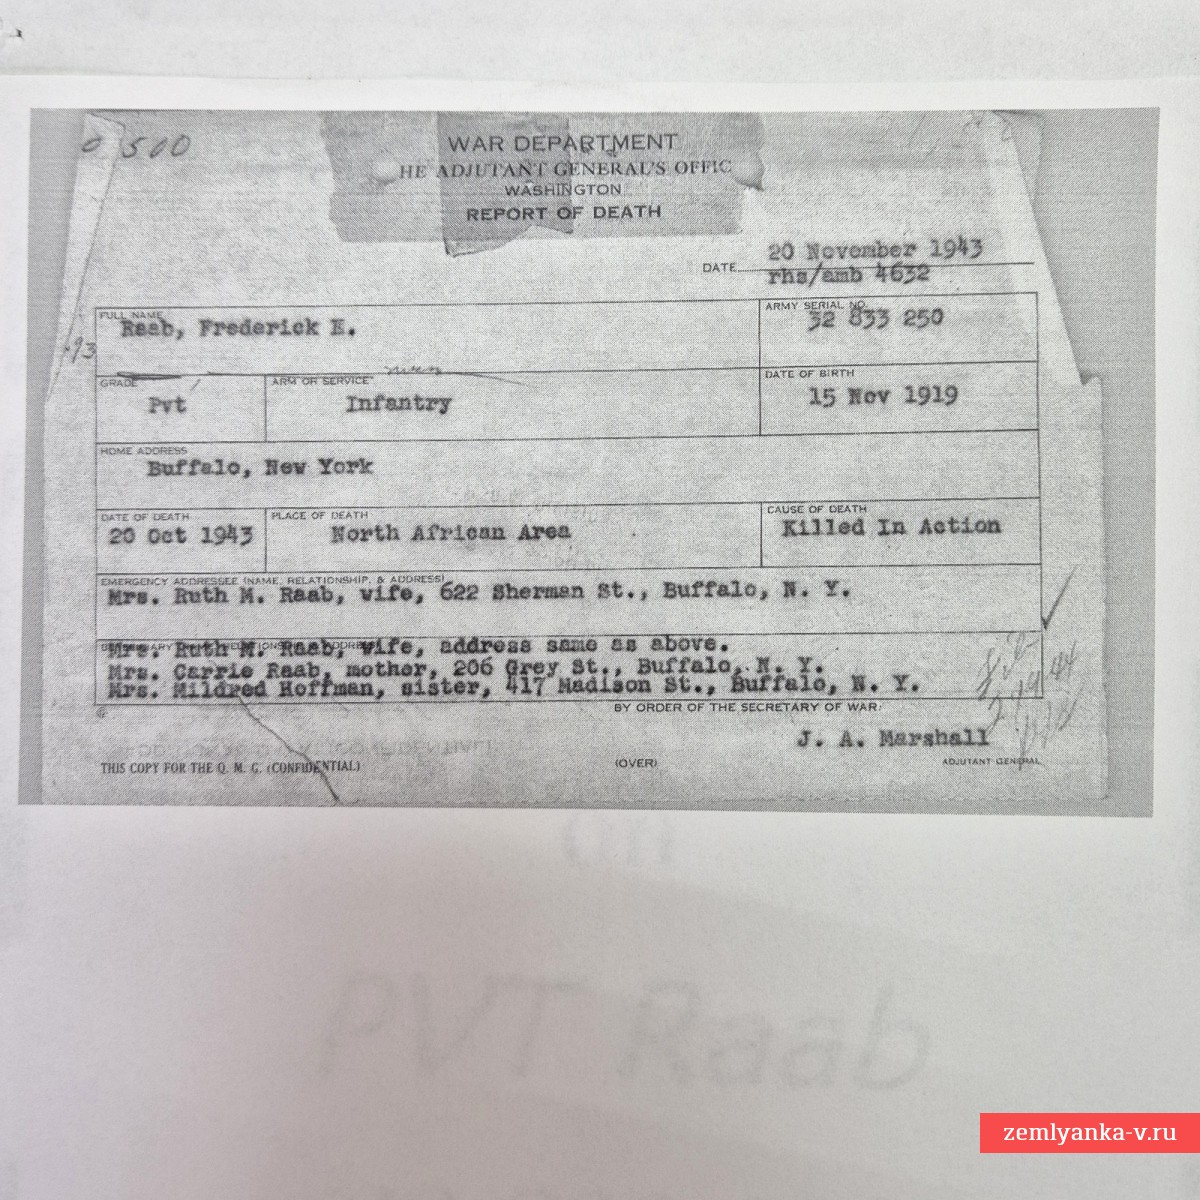 0 500
WAR DEPARTMENT
HE ADJUTANT GENERAL'S OFFIC
WASHINGTON
REPORT OF DEATH
DATE 20 November 1943
rhs/amb 4632
FULL NAME
Raab, Frederick E.
ARMY SERIAL NO.
32 833 250
GRADE
Pvt
ARM OR SERVICE
Infantry
DATE OF BIRTH
15 Nov 1919
HOME ADDRESS
Buffalo, New York
DATE OF DEATH
20 Oct 1943
PLACE OF DEATH
North African Area
CAUSE OF DEATH
Killed In Action
EMERGENCY ADDRESSEE (NAME, RELATIONSHIP, & ADDRESS)
Mrs. Ruth M. Raab, wife, 622 Sherman St., Buffalo, N. Y.
Mrs. Ruth M. Raab, wife, address same as above.
Mrs. Carrie Raab, mother, 206 Grey St., Buffalo, N. Y.
Mrs. Mildred Hoffman, sister, 417 Madison St., Buffalo, N. Y.
BY ORDER OF THE SECRETARY OF WAR:
J. A. Marshall
THIS COPY FOR THE Q. M. G. (CONFIDENTIAL)
(OVER)
ADJUTANT GENERAL
on
PVT Raab
zemlyanka-v.ru